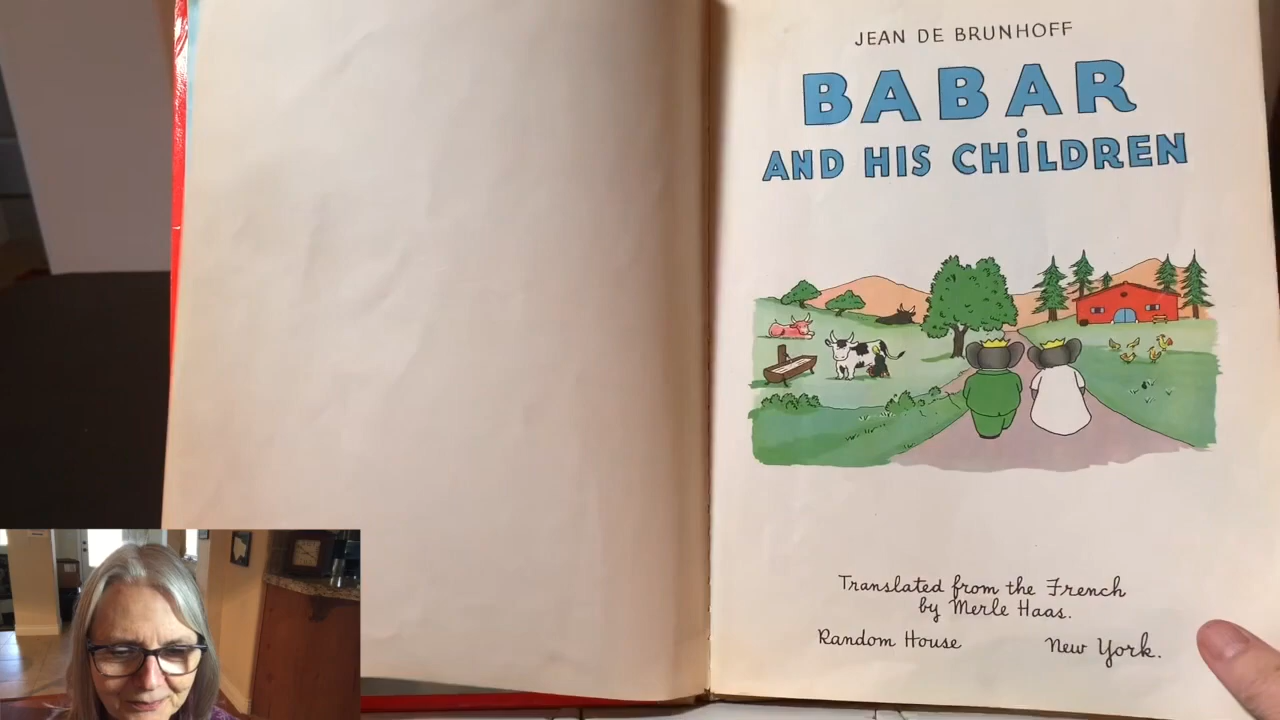 JEAN DE BRUNHOFF
BABAR
AND HIS CHiLDREN
Translated from the French
by Merle Haas.
Random House New York.